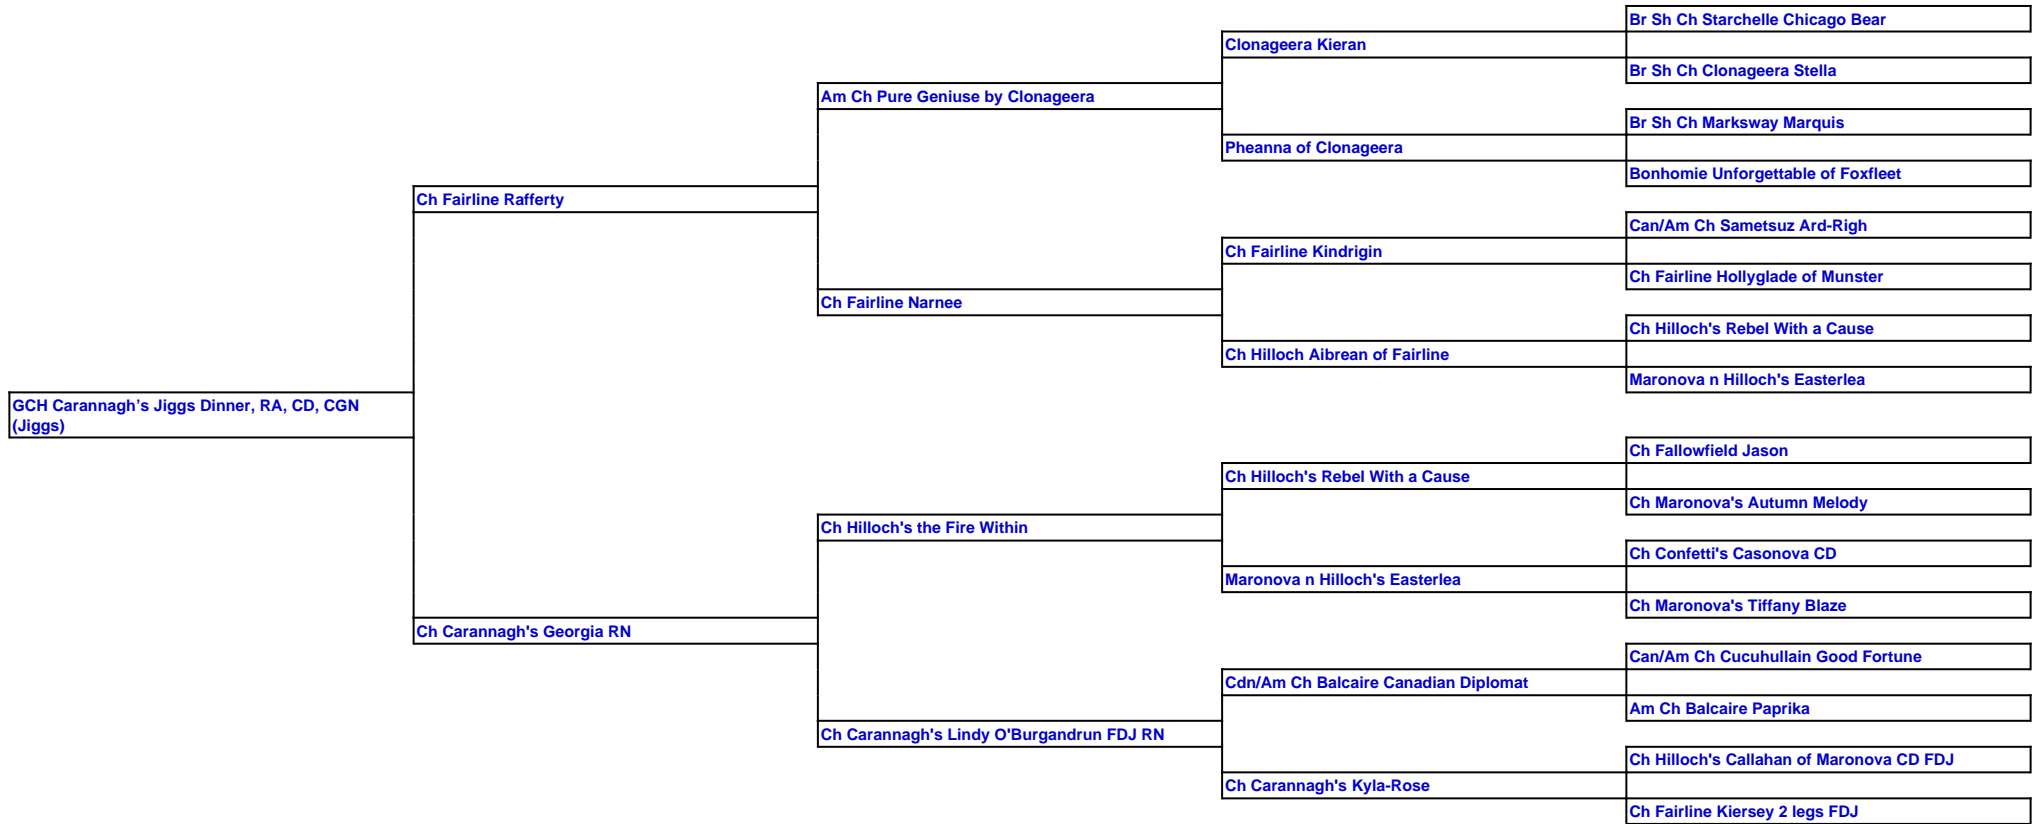 Br Sh Ch Starchelle Chicago Bear
Clonageera Kieran
Br Sh Ch Clonageera Stella
Am Ch Pure Geniuse by Clonageera
Br Sh Ch Marksway Marquis
Pheanna of Clonageera
Bonhomie Unforgettable of Foxfleet
Ch Fairline Rafferty
Can/Am Ch Sametsuz Ard-Righ
Ch Fairline Kindrigin
Ch Fairline Hollyglade of Munster
Ch Fairline Narnee
Ch Hilloch's Rebel With a Cause
Ch Hilloch Aibrean of Fairline
Maronova n Hilloch's Easterlea
GCH Carannagh’s Jiggs Dinner, RA, CD, CGN
(Jiggs)
Ch Fallowfield Jason
Ch Hilloch's Rebel With a Cause
Ch Maronova's Autumn Melody
Ch Hilloch's the Fire Within
Ch Confetti's Casonova CD
Maronova n Hilloch's Easterlea
Ch Maronova's Tiffany Blaze
Ch Carannagh's Georgia RN
Can/Am Ch Cucuhullain Good Fortune
Cdn/Am Ch Balcaire Canadian Diplomat
Am Ch Balcaire Paprika
Ch Carannagh's Lindy O'Burgandrun FDJ RN
Ch Hilloch's Callahan of Maronova CD FDJ
Ch Carannagh's Kyla-Rose
Ch Fairline Kiersey 2 legs FDJ